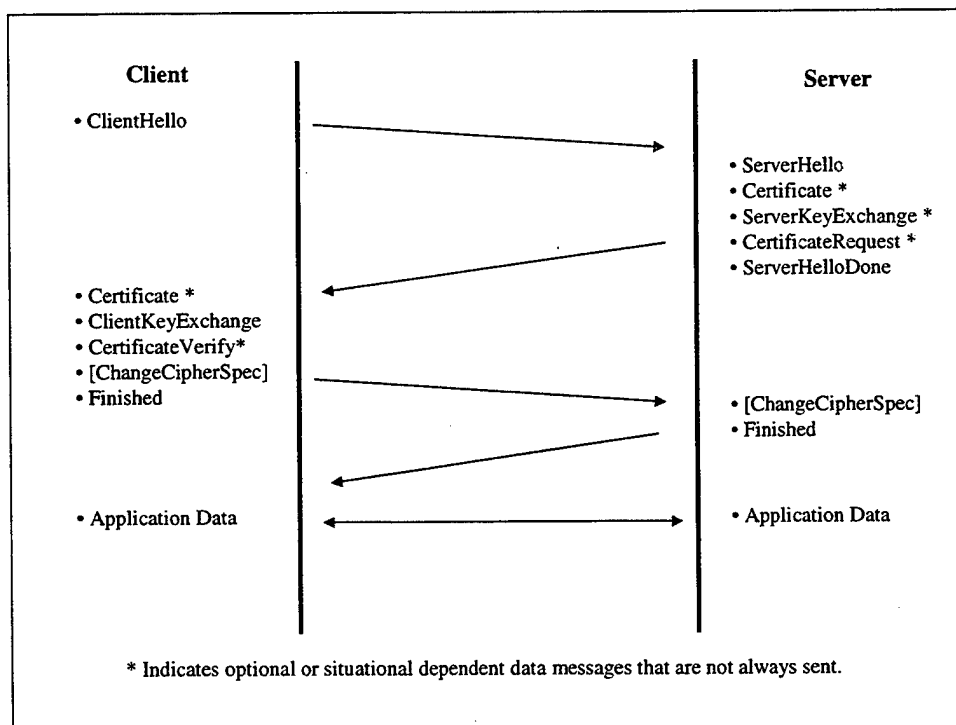 Client
Server
• ClientHello
• ServerHello
• Certificate *
• ServerKeyExchange *
• CertificateRequest *
• ServerHelloDone
• Certificate *
• ClientKeyExchange
• CertificateVerify*
• [ChangeCipherSpec]
• Finished
• [ChangeCipherSpec]
• Finished
• Application Data
• Application Data
* Indicates optional or situational dependent data messages that are not always sent.